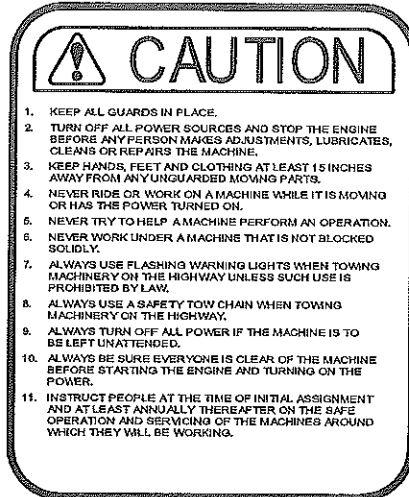 CAUTION
1. KEEP ALL GUARDS IN PLACE.
2. TURN OFF ALL POWER SOURCES AND STOP THE ENGINE
BEFORE ANY PERSON MAKES ADJUSTMENTS, LUBRICATES,
CLEANS OR REPAIRS THE MACHINE.
3. KEEP HANDS, FEET AND CLOTHING AT LEAST 15 INCHES
AWAY FROM ANY UNGUARDED MOVING PARTS.
4. NEVER RIDE OR WORK ON A MACHINE WHILE IT IS MOVING
OR HAS THE POWER TURNED ON.
5. NEVER TRY TO HELP A MACHINE PERFORM AN OPERATION.
6. NEVER WORK UNDER A MACHINE THAT IS NOT BLOCKED
SOLIDLY.
7. ALWAYS USE FLASHING WARNING LIGHTS WHEN TOWING
MACHINERY ON THE HIGHWAY UNLESS SUCH USE IS
PROHIBITED BY LAW.
8. ALWAYS USE A SAFETY TOW CHAIN WHEN TOWING
MACHINERY ON THE HIGHWAY.
9. ALWAYS TURN OFF ALL POWER IF THE MACHINE IS TO
BE LEFT UNATTENDED.
10. ALWAYS BE SURE EVERYONE IS CLEAR OF THE MACHINE
BEFORE STARTING THE ENGINE AND TURNING ON THE
POWER.
11. INSTRUCT PEOPLE AT THE TIME OF INITIAL ASSIGNMENT
AND AT LEAST ANNUALLY THEREAFTER ON THE SAFE
OPERATION AND SERVICING OF THE MACHINES AROUND
WHICH THEY WILL BE WORKING.